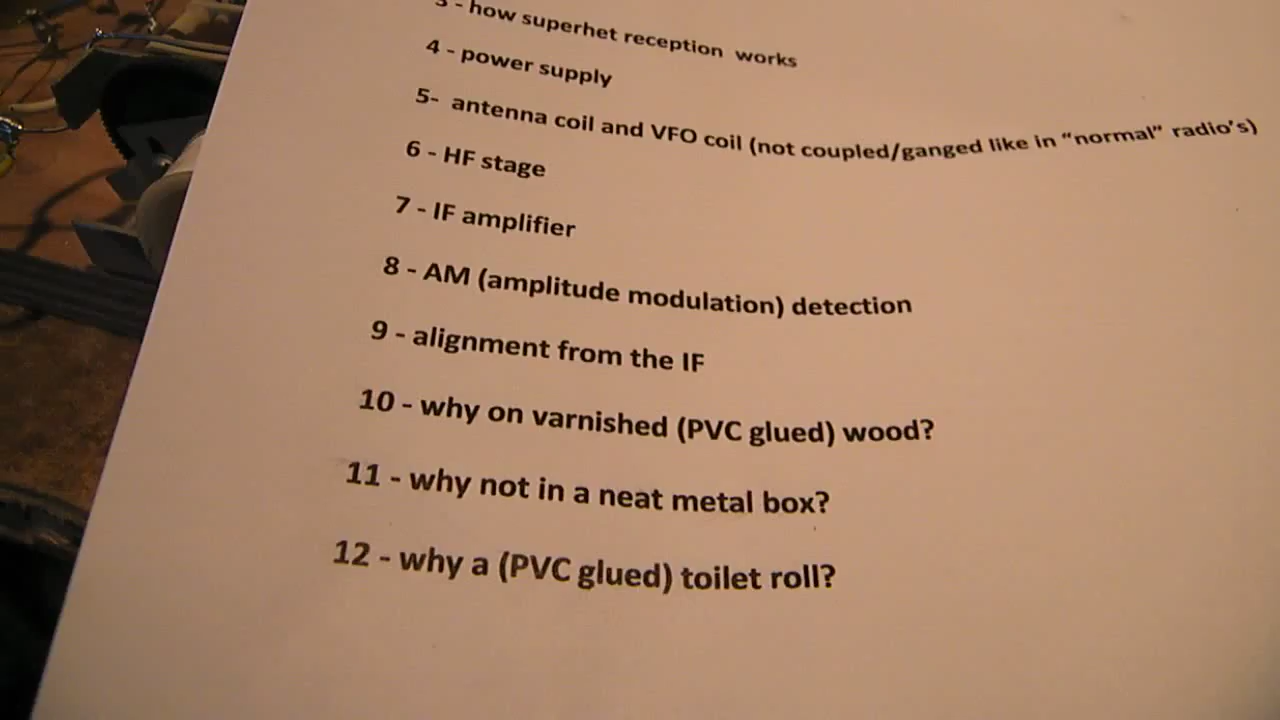 3 - how superhet reception works
4 - power supply
5- antenna coil and VFO coil (not coupled/ganged like in “normal” radio’s)
6 - HF stage
7 - IF amplifier
8 - AM (amplitude modulation) detection
9 - alignment from the IF
10 - why on varnished (PVC glued) wood?
11 - why not in a neat metal box?
12 - why a (PVC glued) toilet roll?